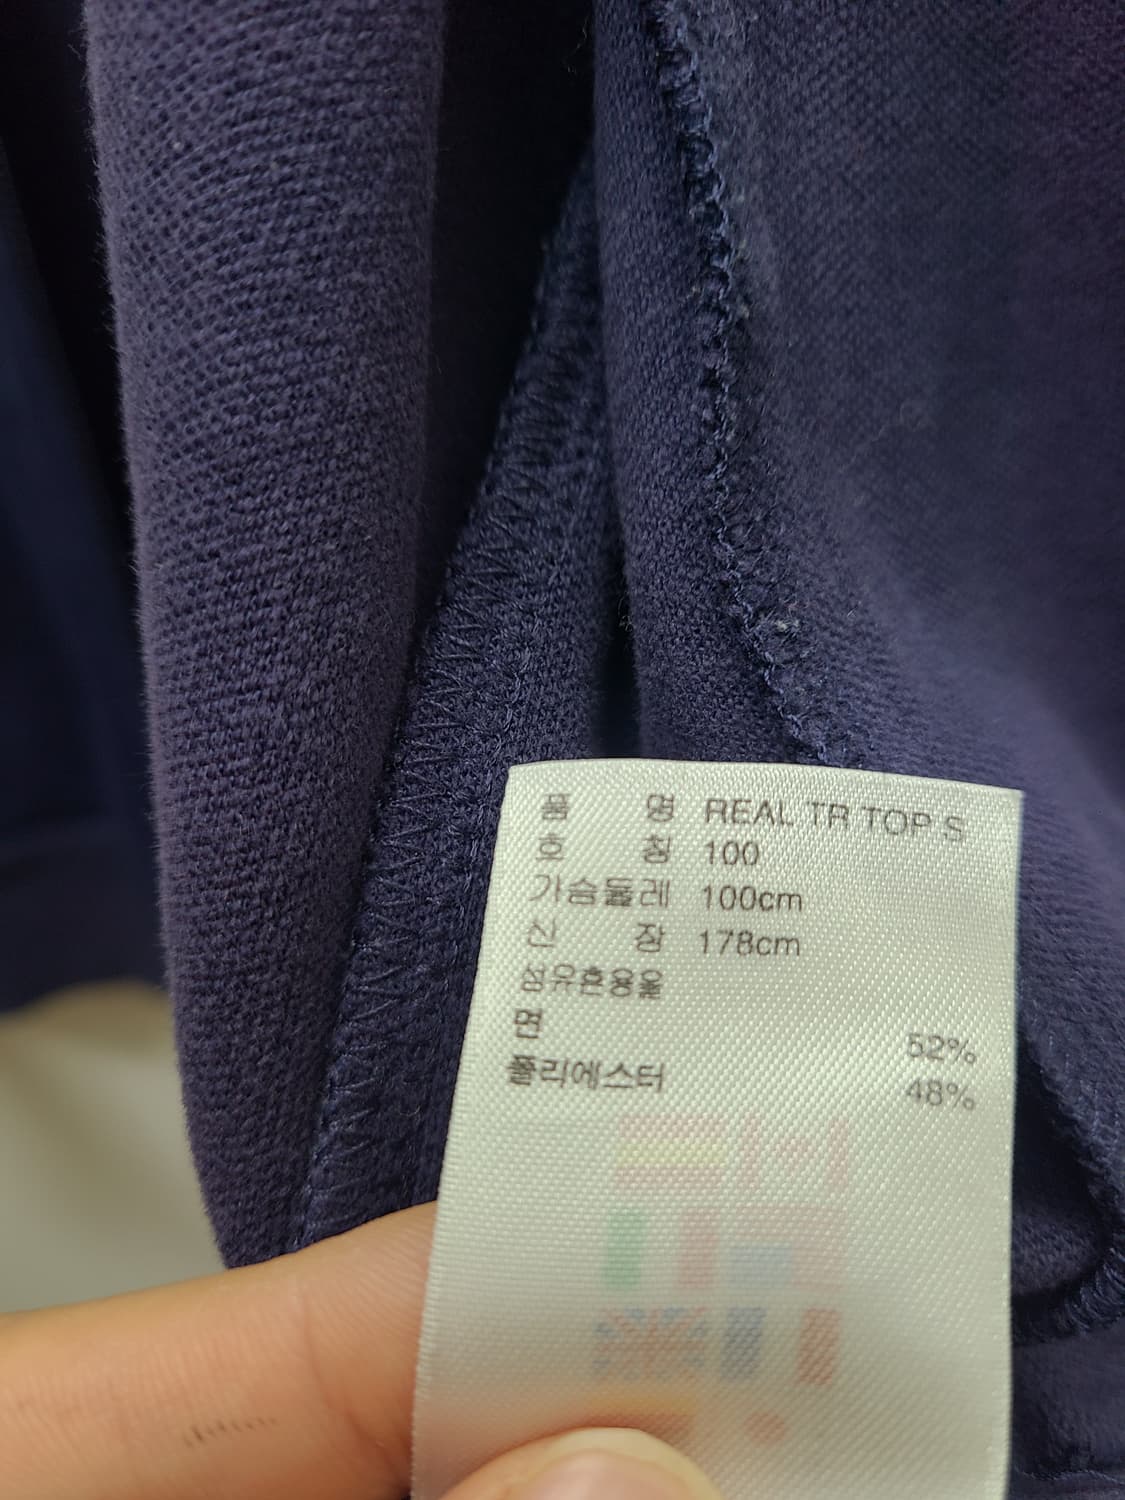 품 명 REAL TR TOP S
호 칭 100
가슴둘레 100cm
신 장 178cm
섬유혼용율
면 52%
폴리에스터 48%